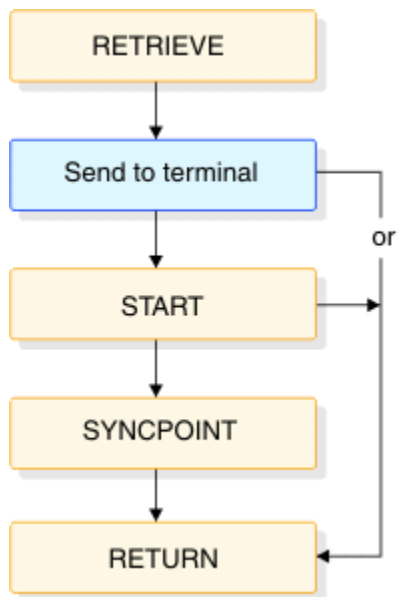 RETRIEVE
Send to terminal
or
START
SYNCPOINT
RETURN